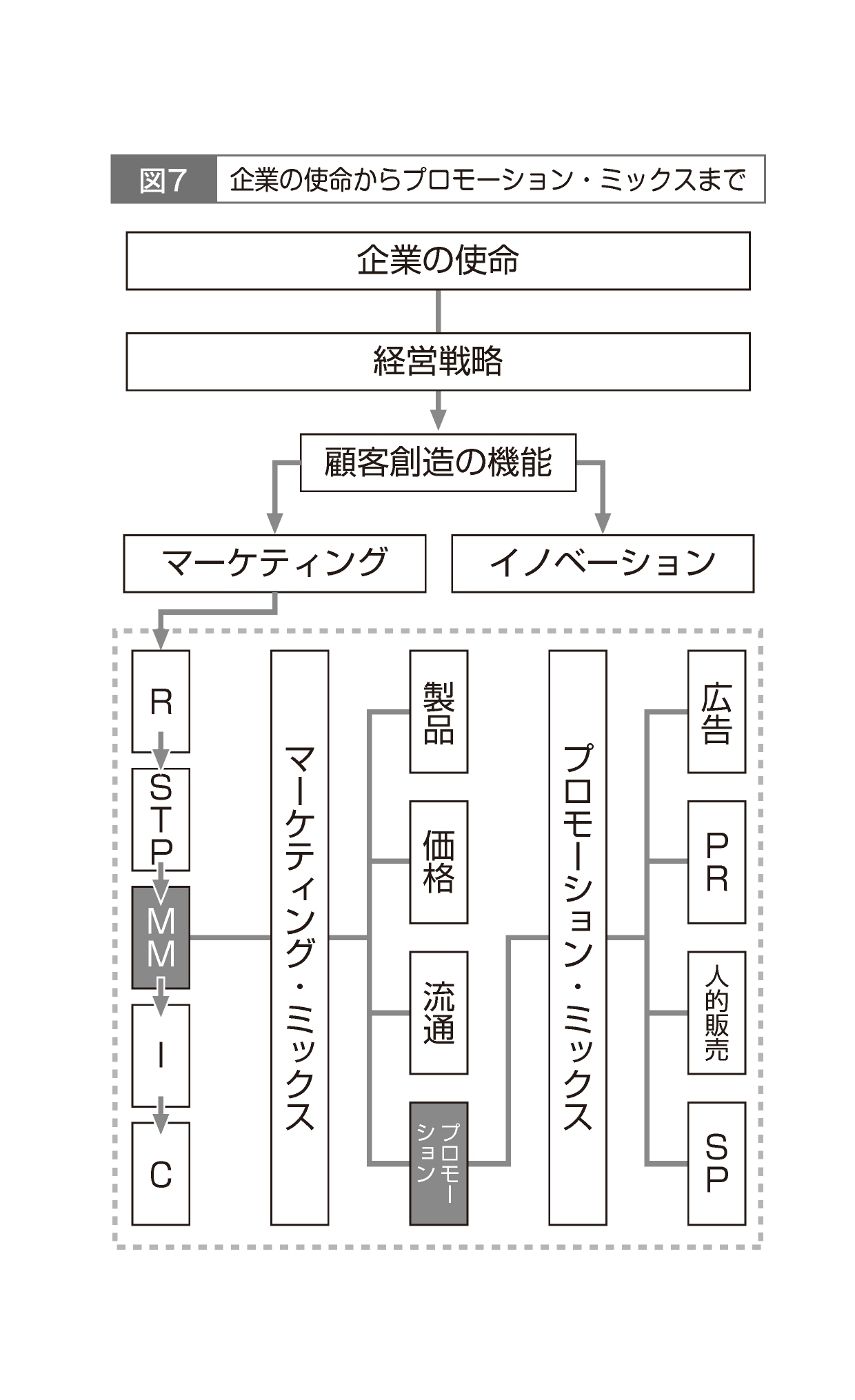 図7
企業の使命からプロモーション・ミックスまで
企業の使命
経営戦略
顧客創造の機能
マーケティング
イノベーション
R
STP
MM
I
C
マーケティング・ミックス
製品
価格
流通
プロモー
ション
プロモーション・ミックス
広告
PR
人的販売
SP